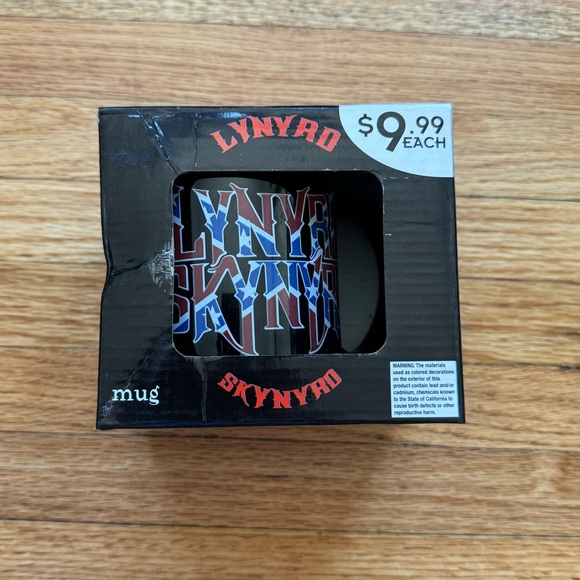 LYNYRD
$9.99
EACH
LYNYR
SKYNYR
WARNING: The materials
used as colored decorations
on the exterior of this
product contain lead and/or
cadmium, chemicals known
to the State of California to
cause birth defects or other
reproductive harm.
mug
SKYNYRD